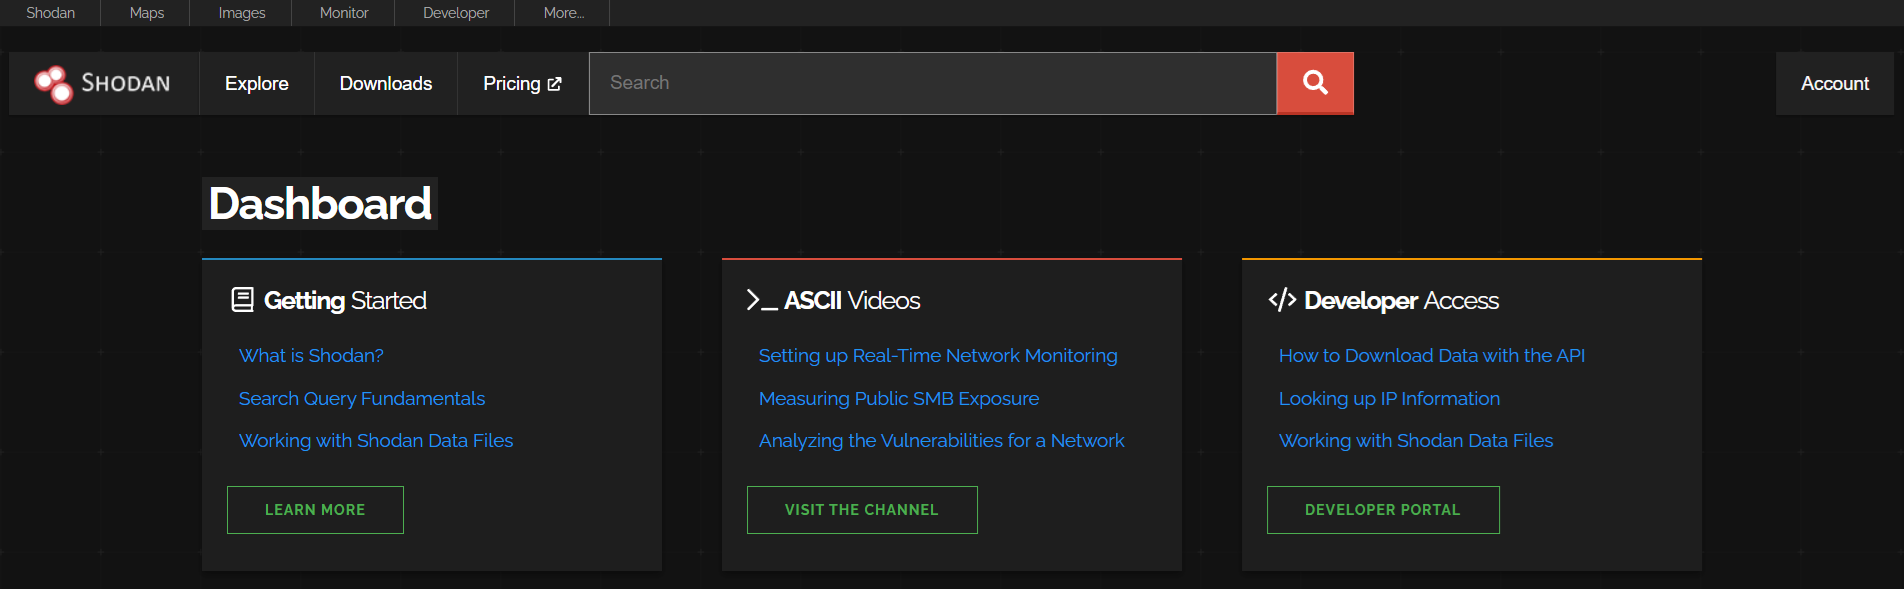 Shodan
Maps
Images
Monitor
Developer
More...
SHODAN
Explore
Downloads
Pricing
Search
Account
Dashboard
Getting Started
What is Shodan?
Search Query Fundamentals
Working with Shodan Data Files
LEARN MORE
>_ ASCII Videos
Setting up Real-Time Network Monitoring
Measuring Public SMB Exposure
Analyzing the Vulnerabilities for a Network
VISIT THE CHANNEL
</> Developer Access
How to Download Data with the API
Looking up IP Information
Working with Shodan Data Files
DEVELOPER PORTAL